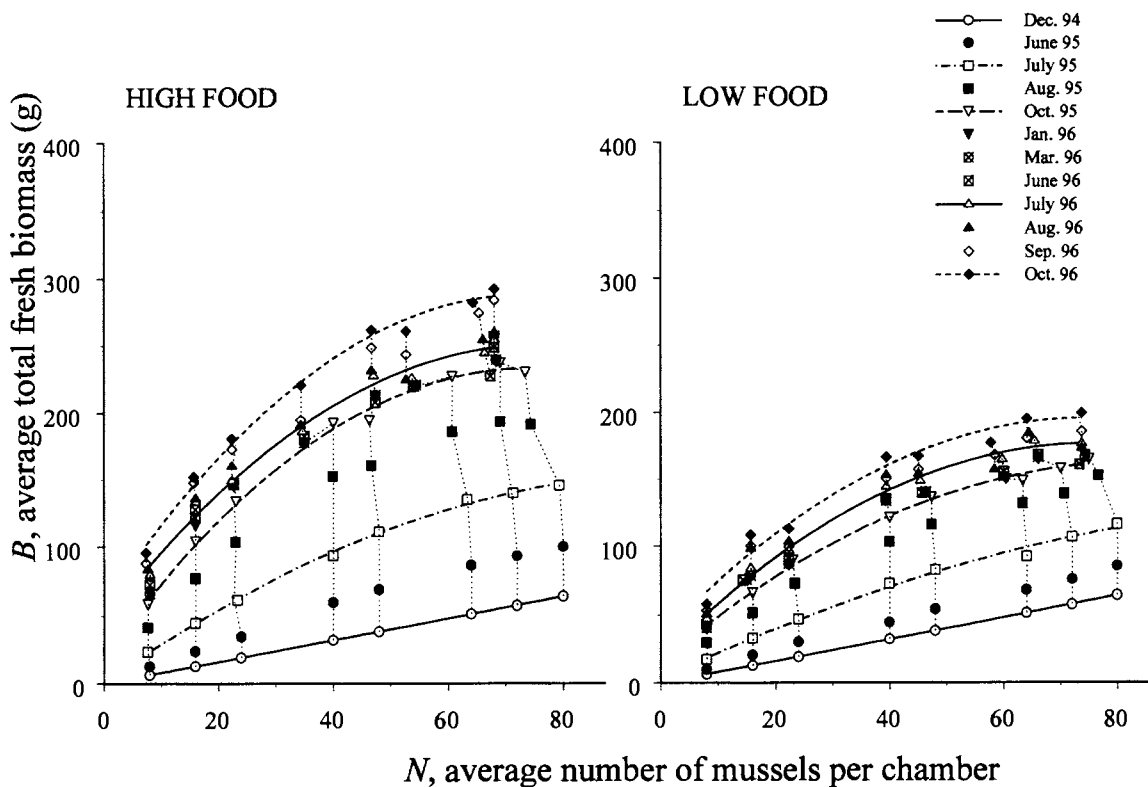 Dec. 94
June 95
July 95
Aug. 95
Oct. 95
Jan. 96
Mar. 96
June 96
July 96
Aug. 96
Sep. 96
Oct. 96
HIGH FOOD
LOW FOOD
B, average total fresh biomass (g)
400
300
200
100
0
0 20 40 60 80
400
300
200
100
0
0 20 40 60 80
N, average number of mussels per chamber